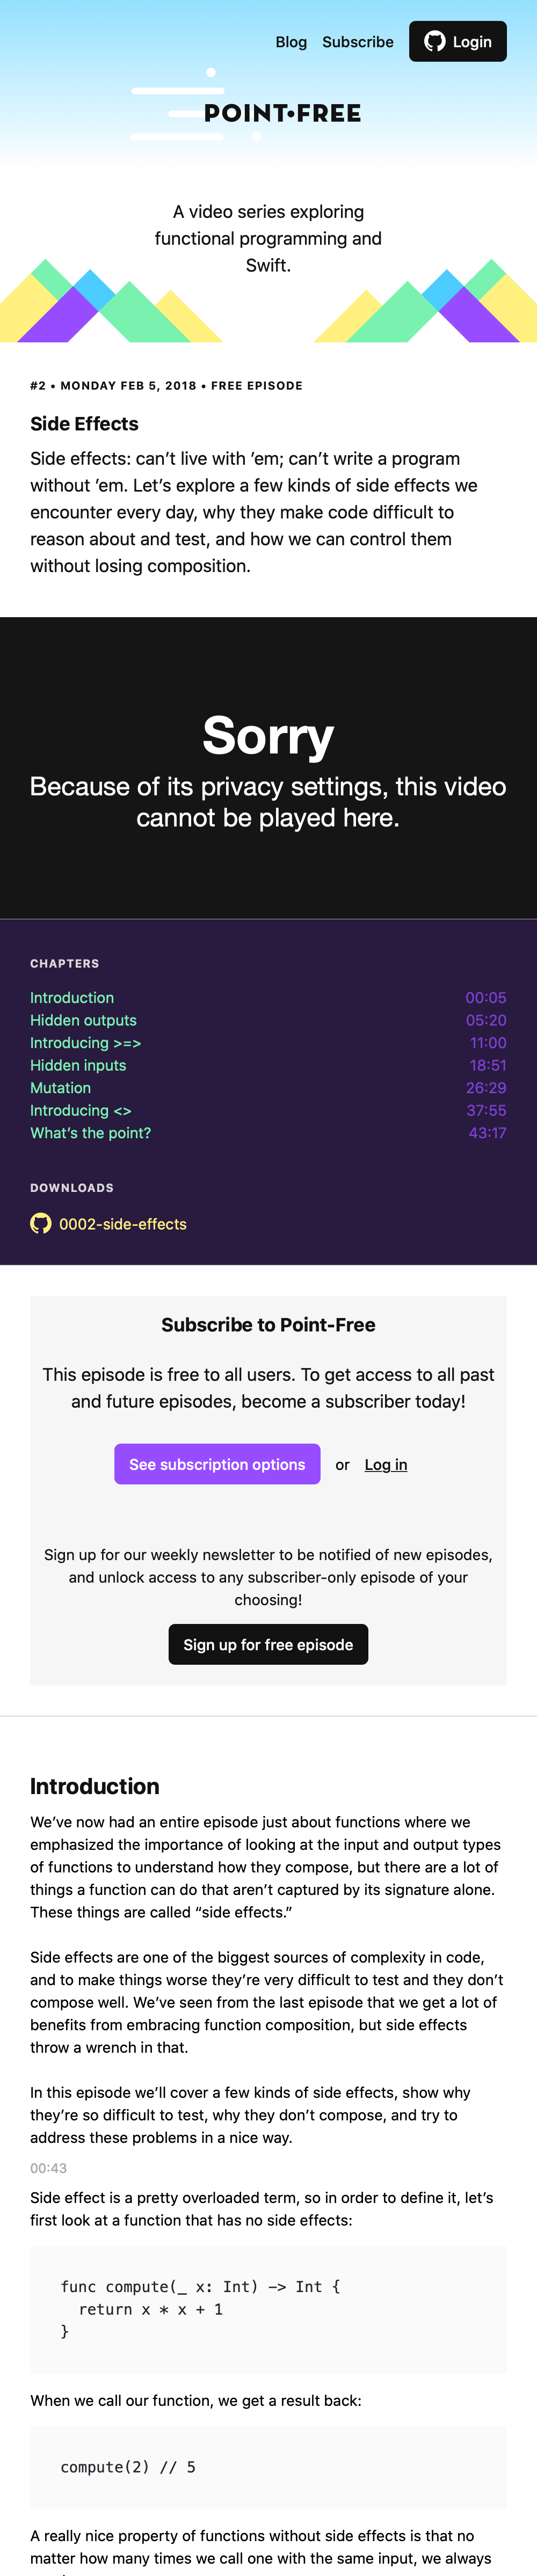 Blog Subscribe Login
POINT•FREE
A video series exploring
functional programming and
Swift.
#2 • MONDAY FEB 5, 2018 • FREE EPISODE
Side Effects
Side effects: can’t live with ’em; can’t write a program
without ’em. Let’s explore a few kinds of side effects we
encounter every day, why they make code difficult to
reason about and test, and how we can control them
without losing composition.
Sorry
Because of its privacy settings, this video
cannot be played here.
CHAPTERS
Introduction 00:05
Hidden outputs 05:20
Introducing >=> 11:00
Hidden inputs 18:51
Mutation 26:29
Introducing <> 37:55
What’s the point? 43:17
DOWNLOADS
0002-side-effects
Subscribe to Point-Free
This episode is free to all users. To get access to all past
and future episodes, become a subscriber today!
See subscription options or Log in
Sign up for our weekly newsletter to be notified of new episodes,
and unlock access to any subscriber-only episode of your
choosing!
Sign up for free episode
Introduction
We’ve now had an entire episode just about functions where we
emphasized the importance of looking at the input and output types
of functions to understand how they compose, but there are a lot of
things a function can do that aren’t captured by its signature alone.
These things are called “side effects.”
Side effects are one of the biggest sources of complexity in code,
and to make things worse they’re very difficult to test and they don’t
compose well. We’ve seen from the last episode that we get a lot of
benefits from embracing function composition, but side effects
throw a wrench in that.
In this episode we’ll cover a few kinds of side effects, show why
they’re so difficult to test, why they don’t compose, and try to
address these problems in a nice way.
00:43
Side effect is a pretty overloaded term, so in order to define it, let’s
first look at a function that has no side effects:
func compute(_ x: Int) -> Int {
  return x * x + 1
}
When we call our function, we get a result back:
compute(2) // 5
A really nice property of functions without side effects is that no
matter how many times we call one with the same input, we always